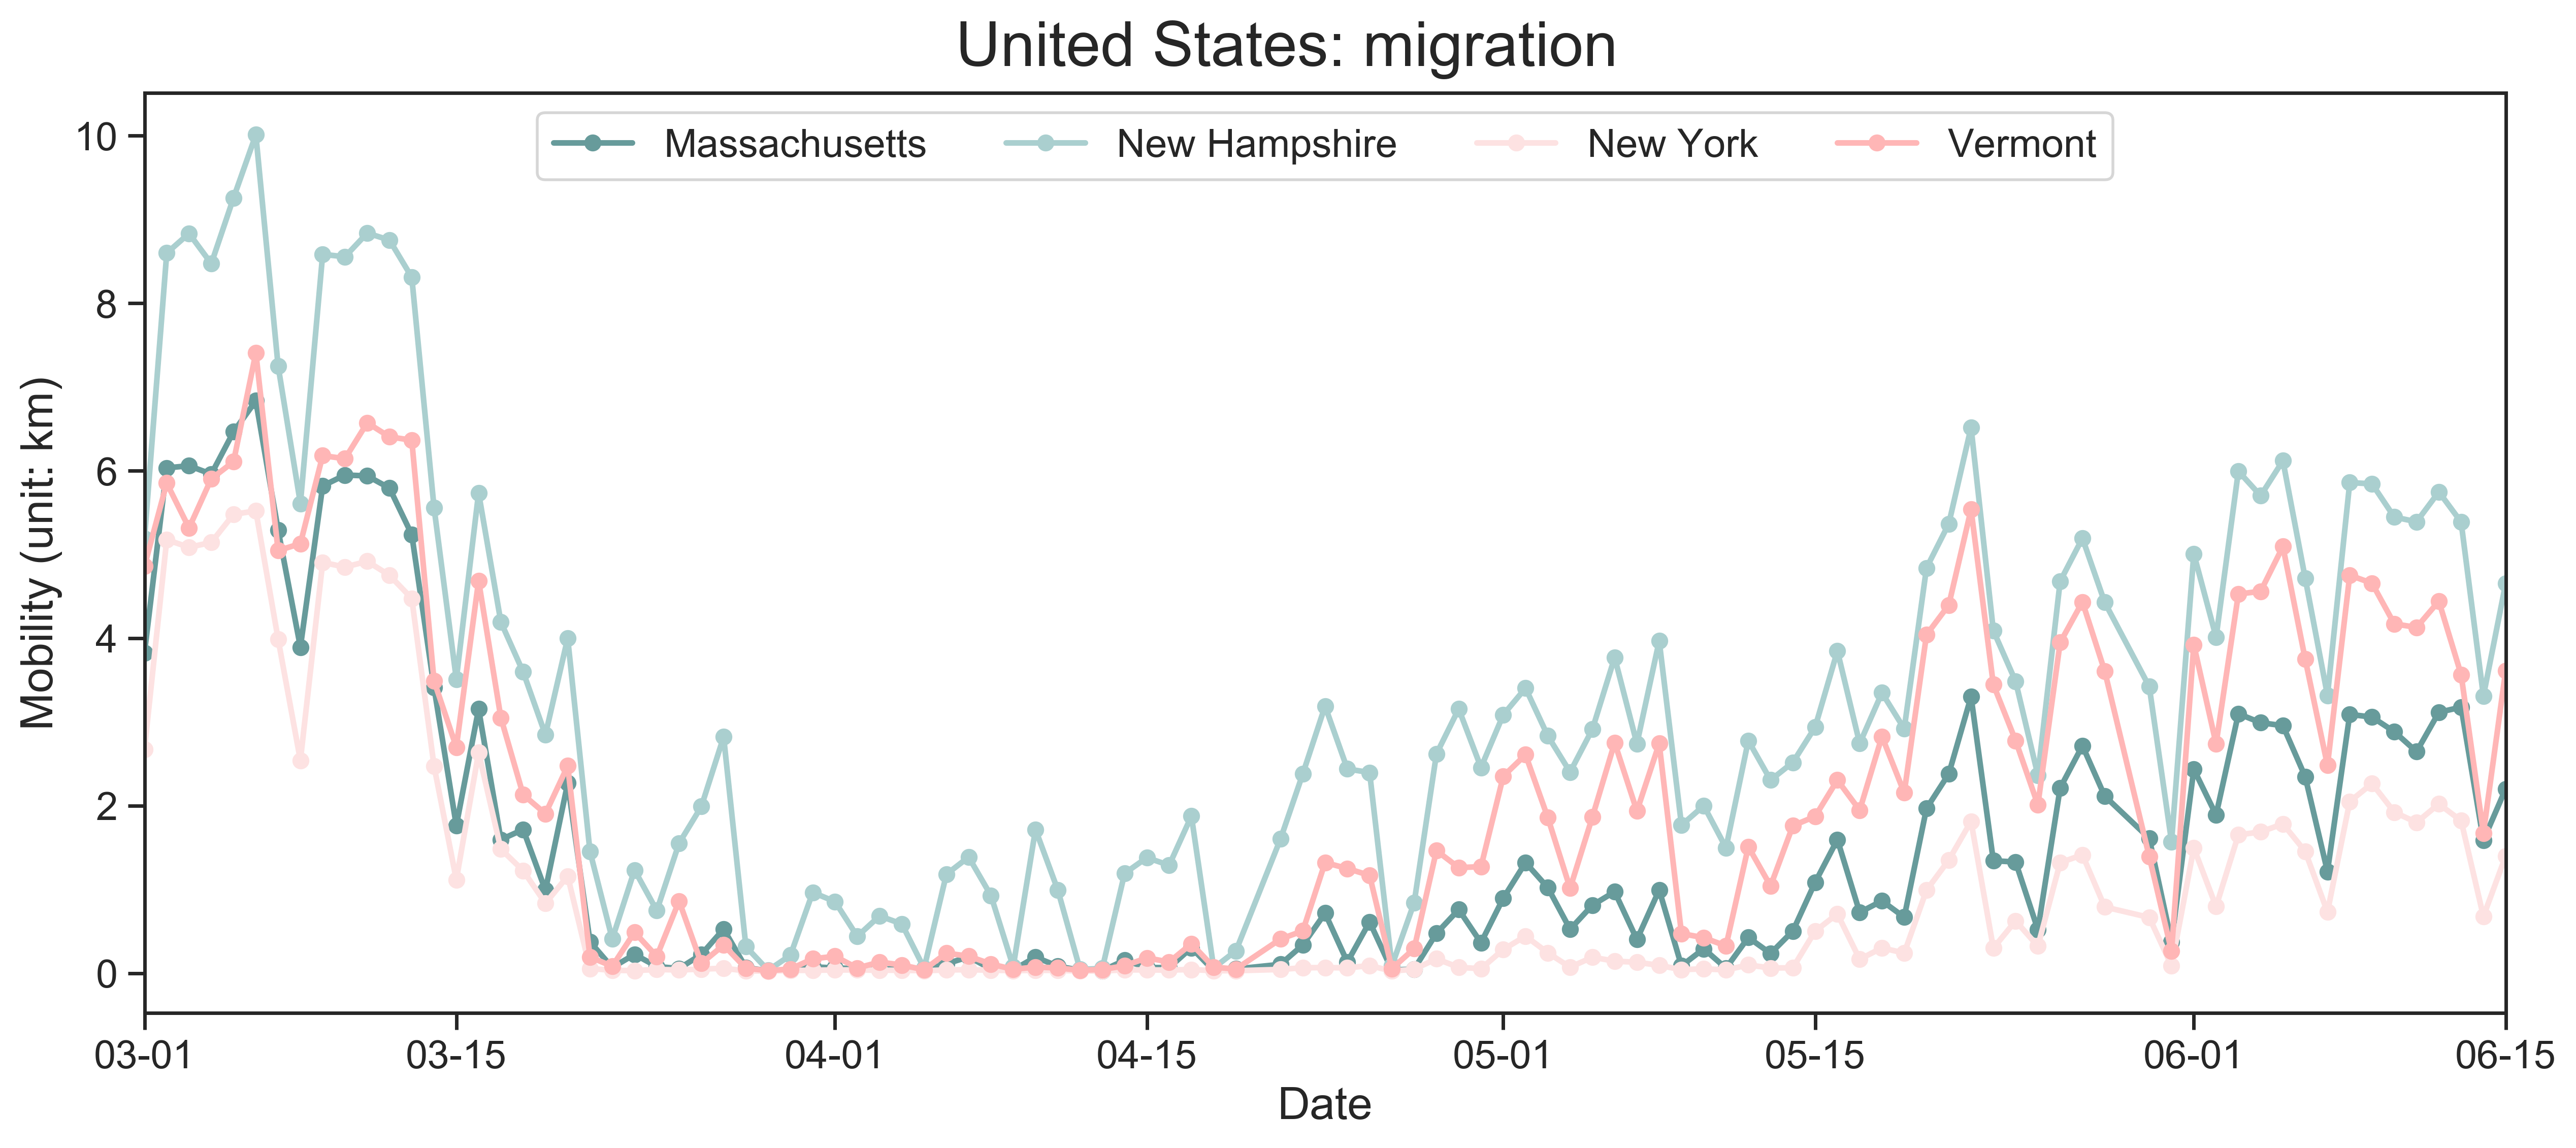 United States: migration
Massachusetts New Hampshire New York Vermont
10
8
6
4
2
0
Mobility (unit: km)
03-01 03-15 04-01 04-15 05-01 05-15 06-01 06-15
Date